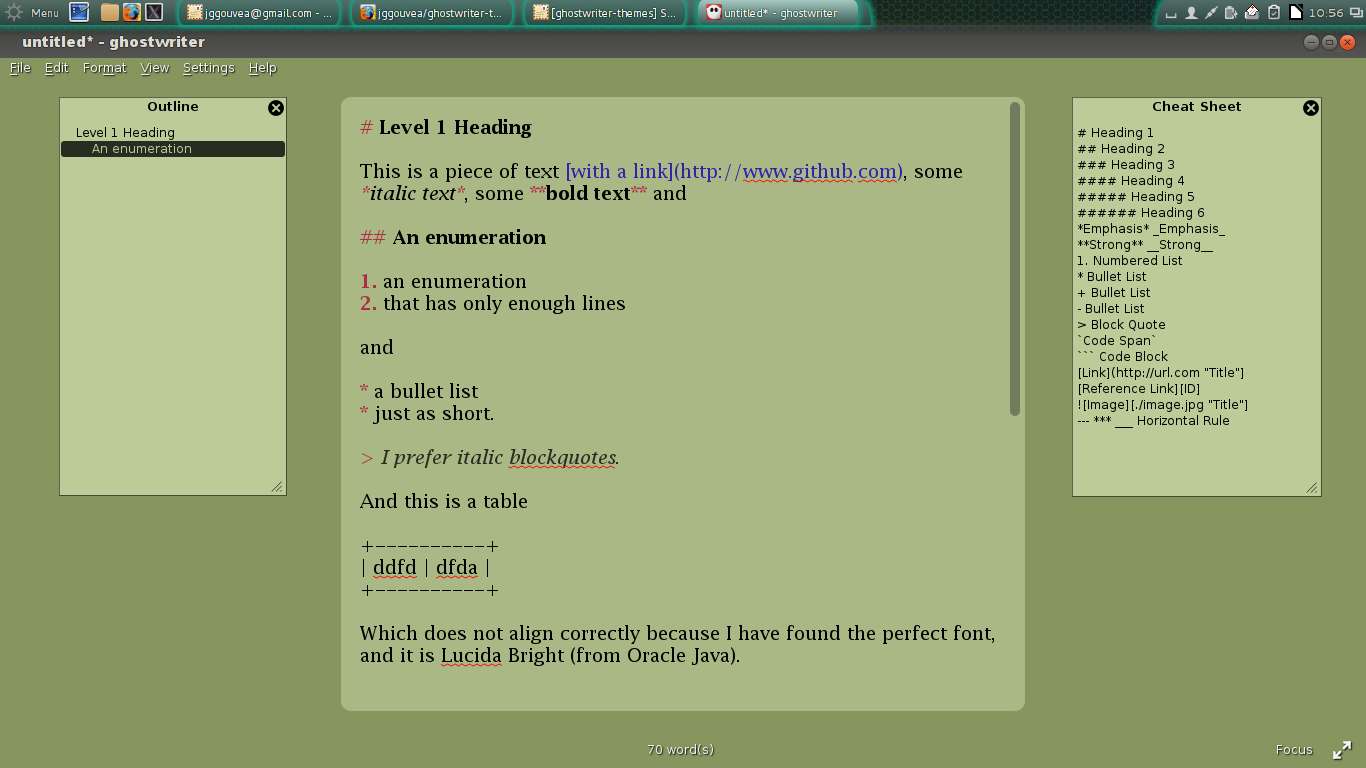 Menu
jggouvea@gmail.com - ...
jggouvea/ghostwriter-t...
[ghostwriter-themes] S...
untitled* - ghostwriter
10:56
untitled* - ghostwriter
File Edit Format View Settings Help
Outline
Level 1 Heading
An enumeration
# Level 1 Heading
This is a piece of text [with a link](http://www.github.com), some
*italic text*, some **bold text** and
## An enumeration
1. an enumeration
2. that has only enough lines
and
* a bullet list
* just as short.
> I prefer italic blockquotes.
And this is a table
+----------+
| ddfd | dfda |
+----------+
Which does not align correctly because I have found the perfect font,
and it is Lucida Bright (from Oracle Java).
Cheat Sheet
# Heading 1
## Heading 2
### Heading 3
#### Heading 4
##### Heading 5
###### Heading 6
*Emphasis* _Emphasis_
**Strong** __Strong__
1. Numbered List
* Bullet List
+ Bullet List
- Bullet List
> Block Quote
`Code Span`
``` Code Block
[Link](http://url.com "Title"]
[Reference Link][ID]
![Image][./image.jpg "Title"]
--- *** ___ Horizontal Rule
70 word(s)
Focus